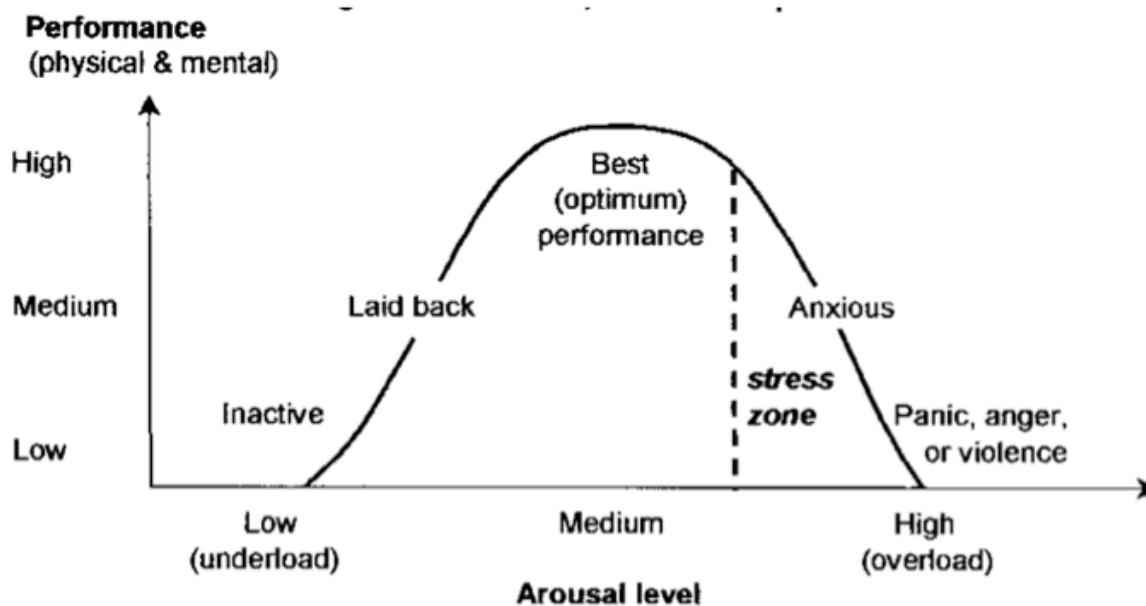 Performance
(physical & mental)
High
Best
(optimum)
performance
Medium
Laid back
Anxious
stress
zone
Inactive
Panic, anger,
or violence
Low
Low
(underload)
Medium
High
(overload)
Arousal level